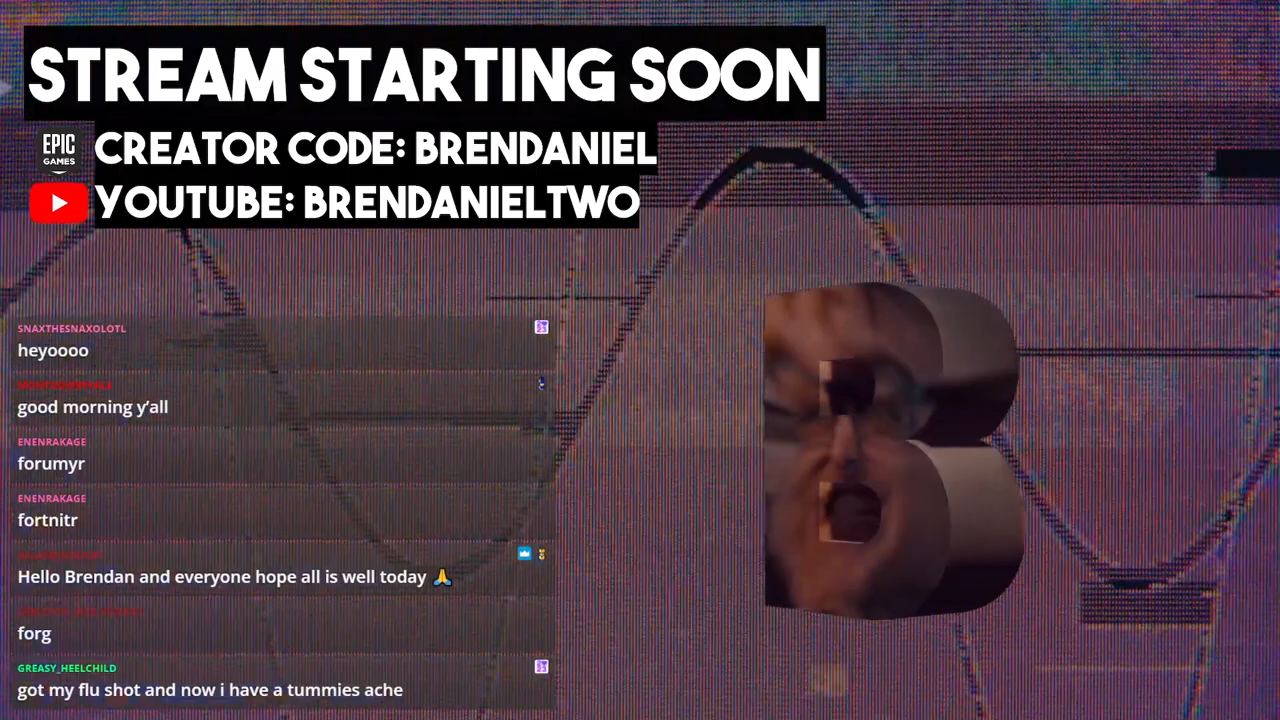 STREAM STARTING SOON
EPIC
GAMES
CREATOR CODE: BRENDANIEL
YOUTUBE: BRENDANIELTWO
SNAXTHESNAXOLOTL
heyoooo
good morning y'all
ENENRAKAGE
forumyr
ENENRAKAGE
fortnitr
Hello Brendan and everyone hope all is well today 🙏
forg
GREASY_HEELCHILD
got my flu shot and now i have a tummies ache